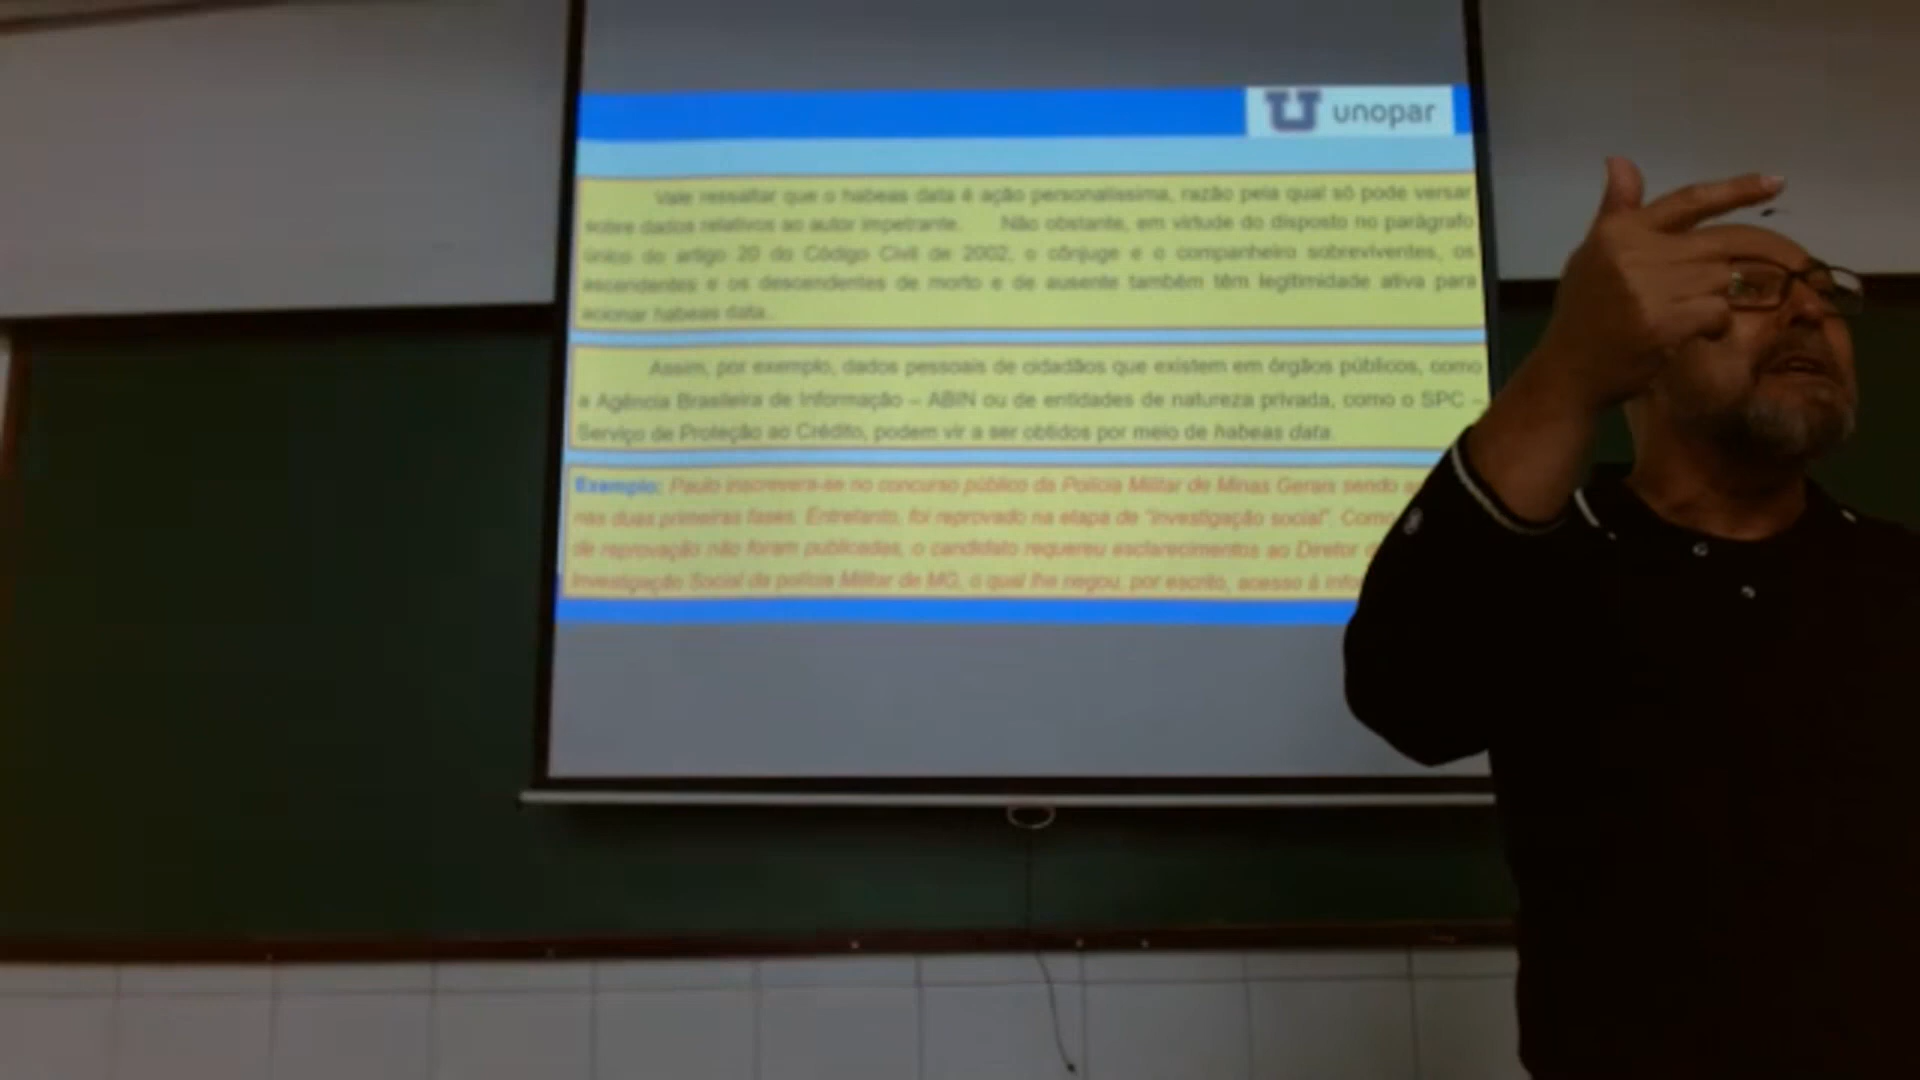 unopar
Vale ressaltar que o habeas data é ação personalíssima, razão pela qual só pode versar
sobre dados relativos ao autor impetrante. Não obstante, em virtude do disposto no parágrafo
único do artigo 20 do Código Civil de 2002, o cônjuge e o companheiro sobreviventes, os
ascendentes e os descendentes de morto e de ausente também têm legitimidade ativa para
acionar habeas data.
Assim, por exemplo, dados pessoais de cidadãos que existem em órgãos públicos, como
a Agência Brasileira de Informação – ABIN ou de entidades de natureza privada, como o SPC –
Serviço de Proteção ao Crédito, podem vir a ser obtidos por meio de habeas data.
Exemplo: Paulo inscrevera-se no concurso público da Polícia Militar de Minas Gerais sendo
nas duas primeiras fases. Entretanto, foi reprovado na etapa de "investigação social".
de reprovação não foram publicadas, o candidato requereu esclarecimentos ao Diretor
Investigação Social da polícia Militar de MG, o qual lhe negou, por escrito, acesso à